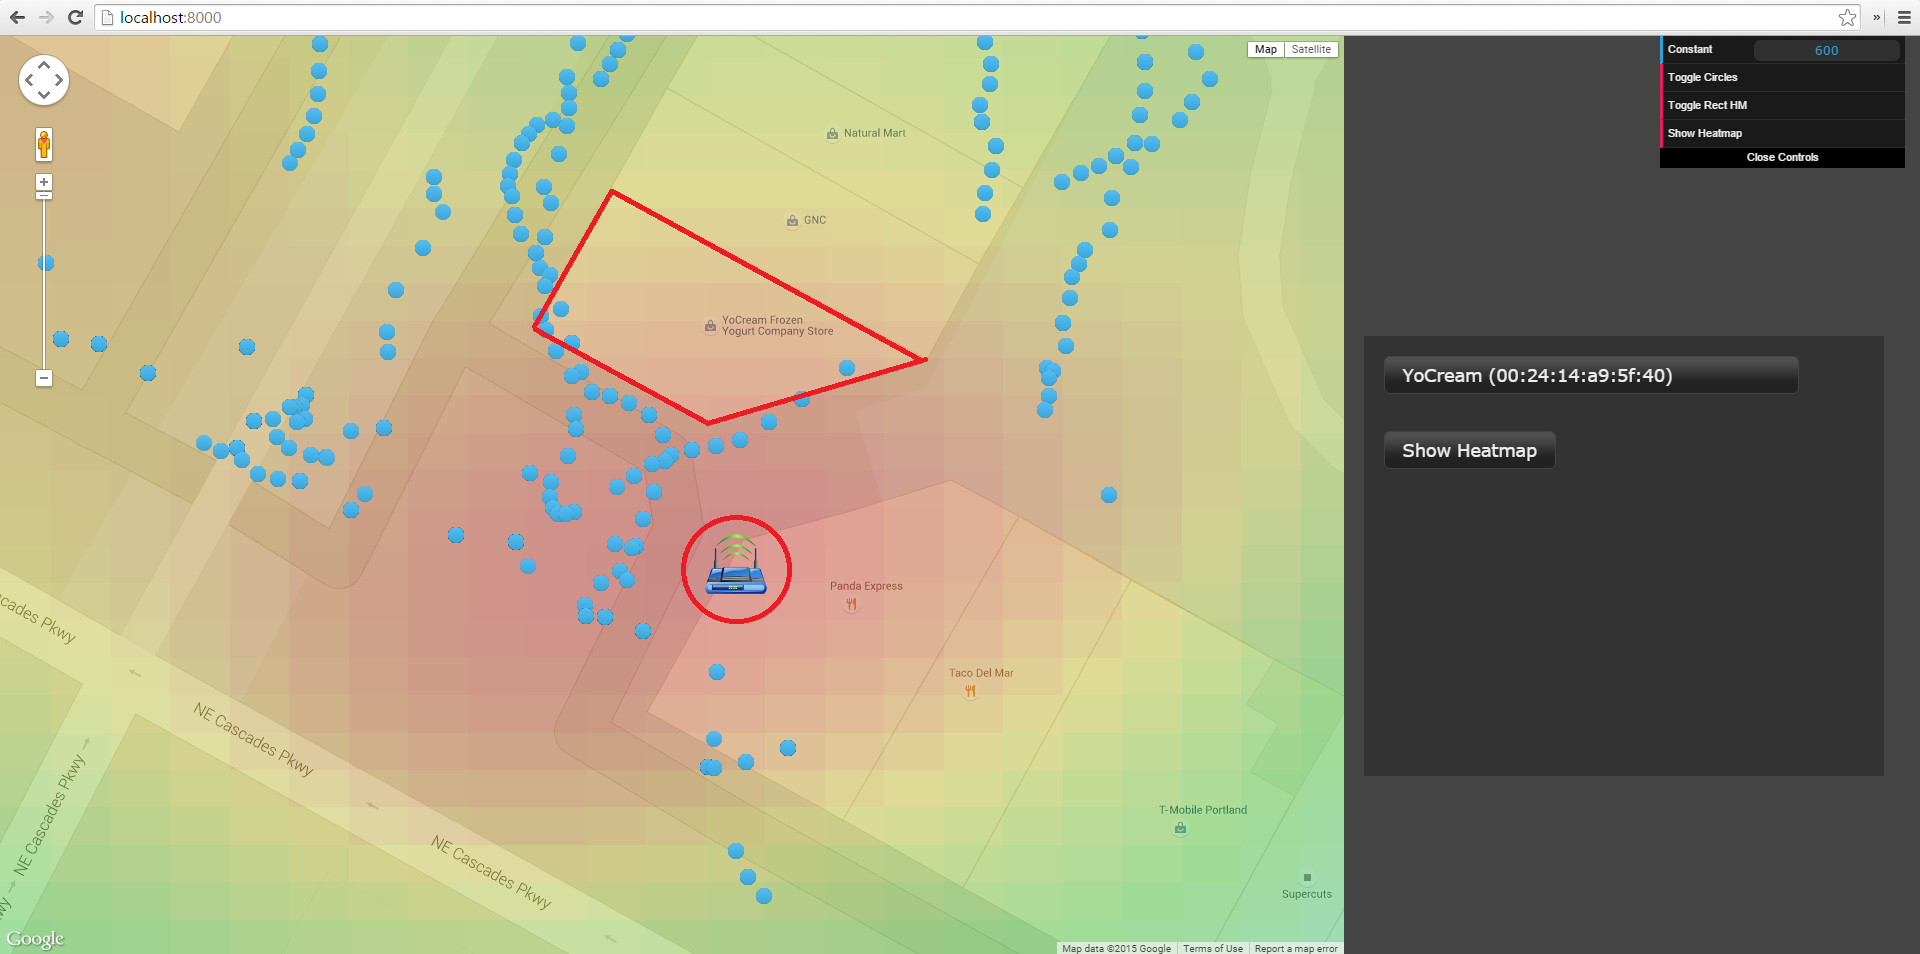 localhost:8000
Map
Satellite
Constant
600
Toggle Circles
Toggle Rect HM
Show Heatmap
Close Controls
Natural Mart
GNC
YoCream Frozen
Yogurt Company Store
YoCream (00:24:14:a9:5f:40)
Show Heatmap
Panda Express
Taco Del Mar
T-Mobile Portland
Supercuts
Cascades Pkwy
NE Cascades Pkwy
NE Cascades Pkwy
NE Cascades Pkwy
Google
Map data ©2015 Google
Terms of Use
Report a map error